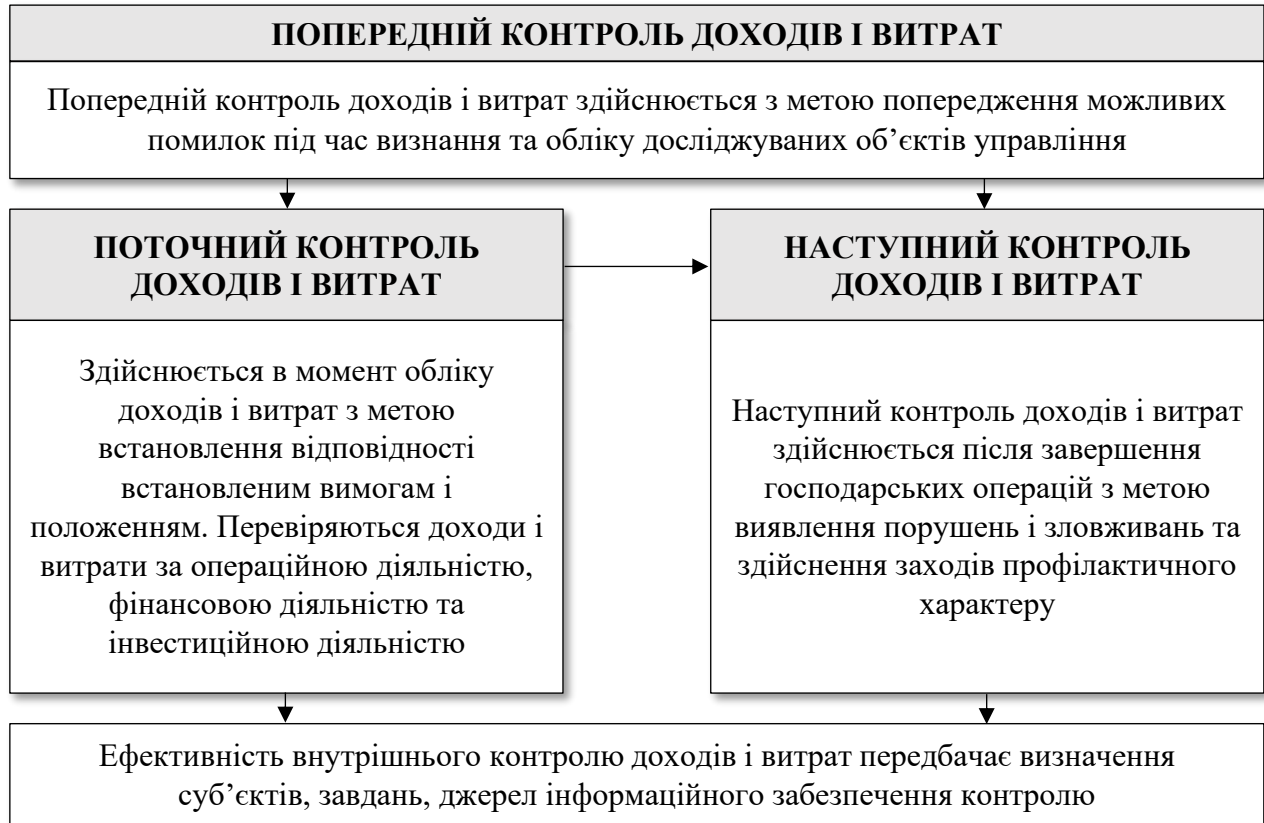 ПОПЕРЕДНІЙ КОНТРОЛЬ ДОХОДІВ І ВИТРАТ
Попередній контроль доходів і витрат здійснюється з метою попередження можливих
помилок під час визнання та обліку досліджуваних об’єктів управління
ПОТОЧНИЙ КОНТРОЛЬ
ДОХОДІВ І ВИТРАТ
Здійснюється в момент обліку
доходів і витрат з метою
встановлення відповідності
встановленим вимогам і
положенням. Перевіряються доходи і
витрати за операційною діяльністю,
фінансовою діяльністю та
інвестиційною діяльністю
НАСТУПНИЙ КОНТРОЛЬ
ДОХОДІВ І ВИТРАТ
Наступний контроль доходів і витрат
здійснюється після завершення
господарських операцій з метою
виявлення порушень і зловживань та
здійснення заходів профілактичного
характеру
Ефективність внутрішнього контролю доходів і витрат передбачає визначення
суб’єктів, завдань, джерел інформаційного забезпечення контролю